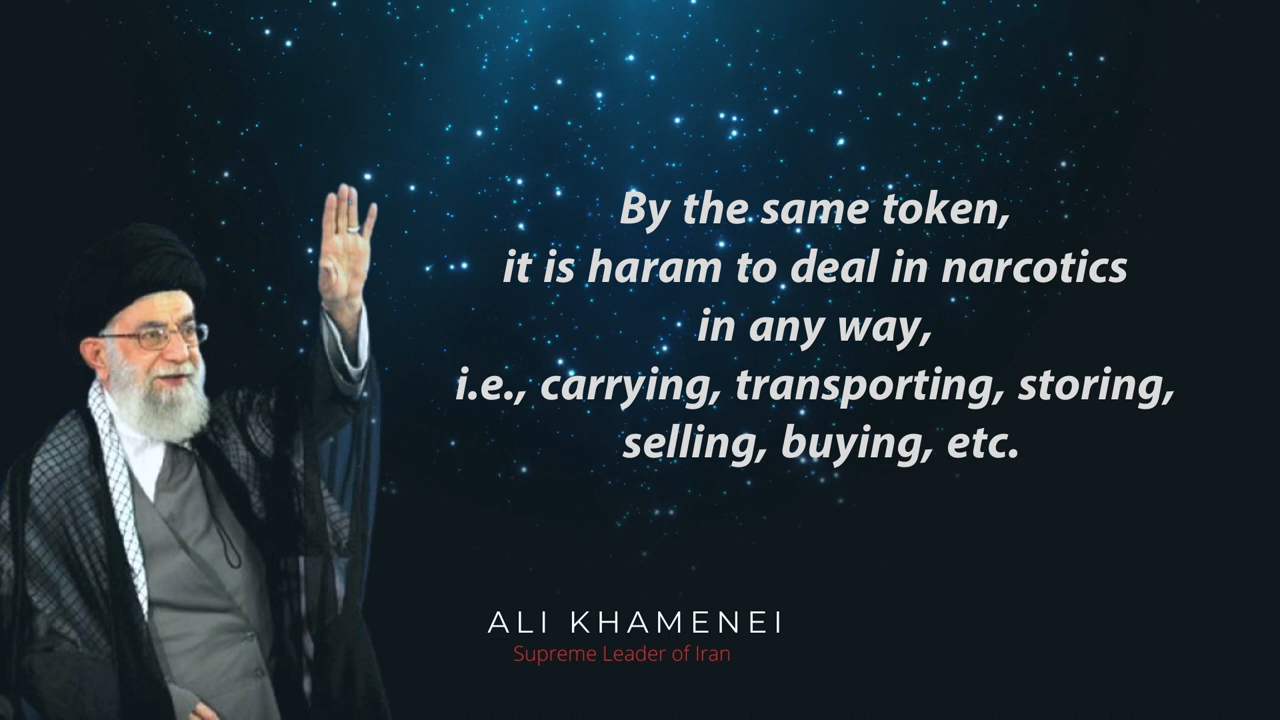 By the same token,
it is haram to deal in narcotics
in any way,
i.e., carrying, transporting, storing,
selling, buying, etc.
ALI KHAMENEI
Supreme Leader of Iran